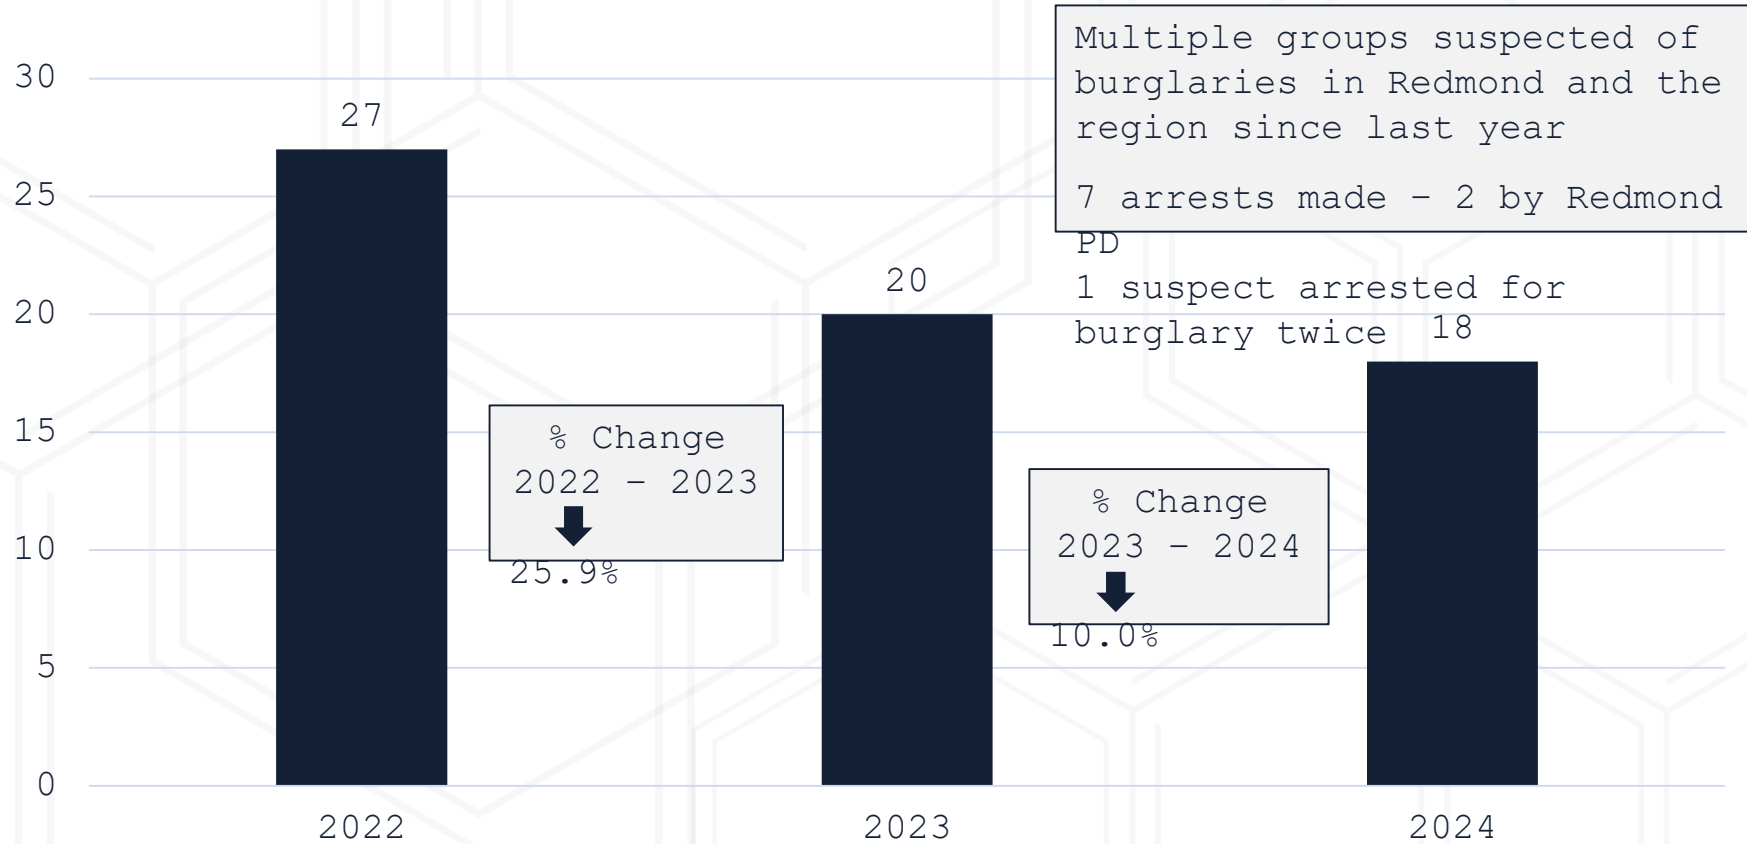 Multiple groups suspected of
burglaries in Redmond and the
region since last year
7 arrests made – 2 by Redmond
PD
1 suspect arrested for
burglary twice
30
25
20
15
10
5
0
27
20
18
% Change
2022 – 2023
25.9%
% Change
2023 – 2024
10.0%
2022
2023
2024